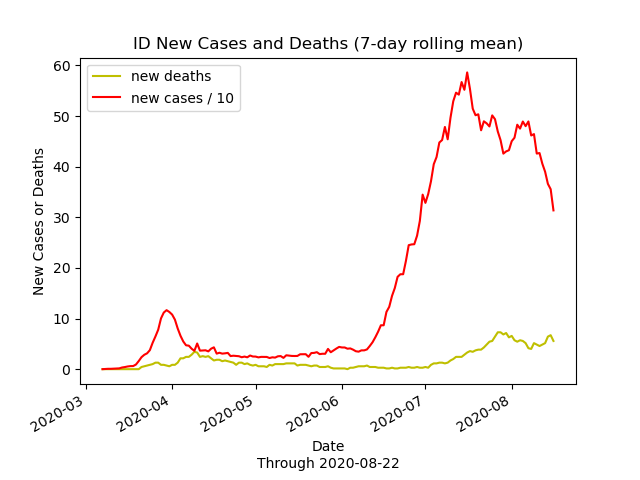 ID New Cases and Deaths (7-day rolling mean)
new deaths
new cases / 10
60
50
40
30
20
10
0
New Cases or Deaths
2020-03
2020-04
2020-05
2020-06
2020-07
2020-08
Date
Through 2020-08-22